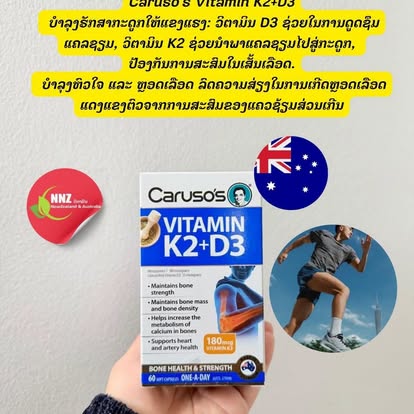 Caruso's Vitamin K2+D3
ບຳລຸງຮັກສາກະດູກໃຫ້ແຂງແຮງ: ວິຕາມິນ D3 ຊ່ວຍໃນການດູດຊຶມ
ແຄລຊຽມ, ວິຕາມິນ K2 ຊ່ວຍນຳພາແຄລຊຽມໄປສູ່ກະດູກ,
ປ້ອງກັນການສະສົມໃນເສັ້ນເລືອດ.
ບຳລຸງຫົວໃຈ ແລະ ຫຼອດເລືອດ ລົດຄວາມສ່ຽງໃນການເກີດຫຼອດເລືອດ
ແດງແຂງຕົວຈາກການສະສົມຂອງແຄວຊ້ຽມສ່ວນເກີນ
NNZ
NewZealand & Australia
Caruso's
VITAMIN
K2+D3
• Maintains bone
strength
• Maintains bone mass
and bone density
• Helps increase the
metabolism of
calcium in bones
• Supports heart
and artery health
180mcg
VITAMIN K2
BONE HEALTH & STRENGTH
60 SOFT CAPSULES ONE-A-DAY